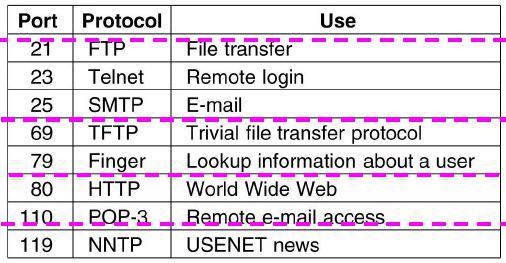 Port Protocol Use
21 FTP File transfer
23 Telnet Remote login
25 SMTP E-mail
69 TFTP Trivial file transfer protocol
79 Finger Lookup information about a user
80 HTTP World Wide Web
110 POP-3 Remote e-mail access
119 NNTP USENET news